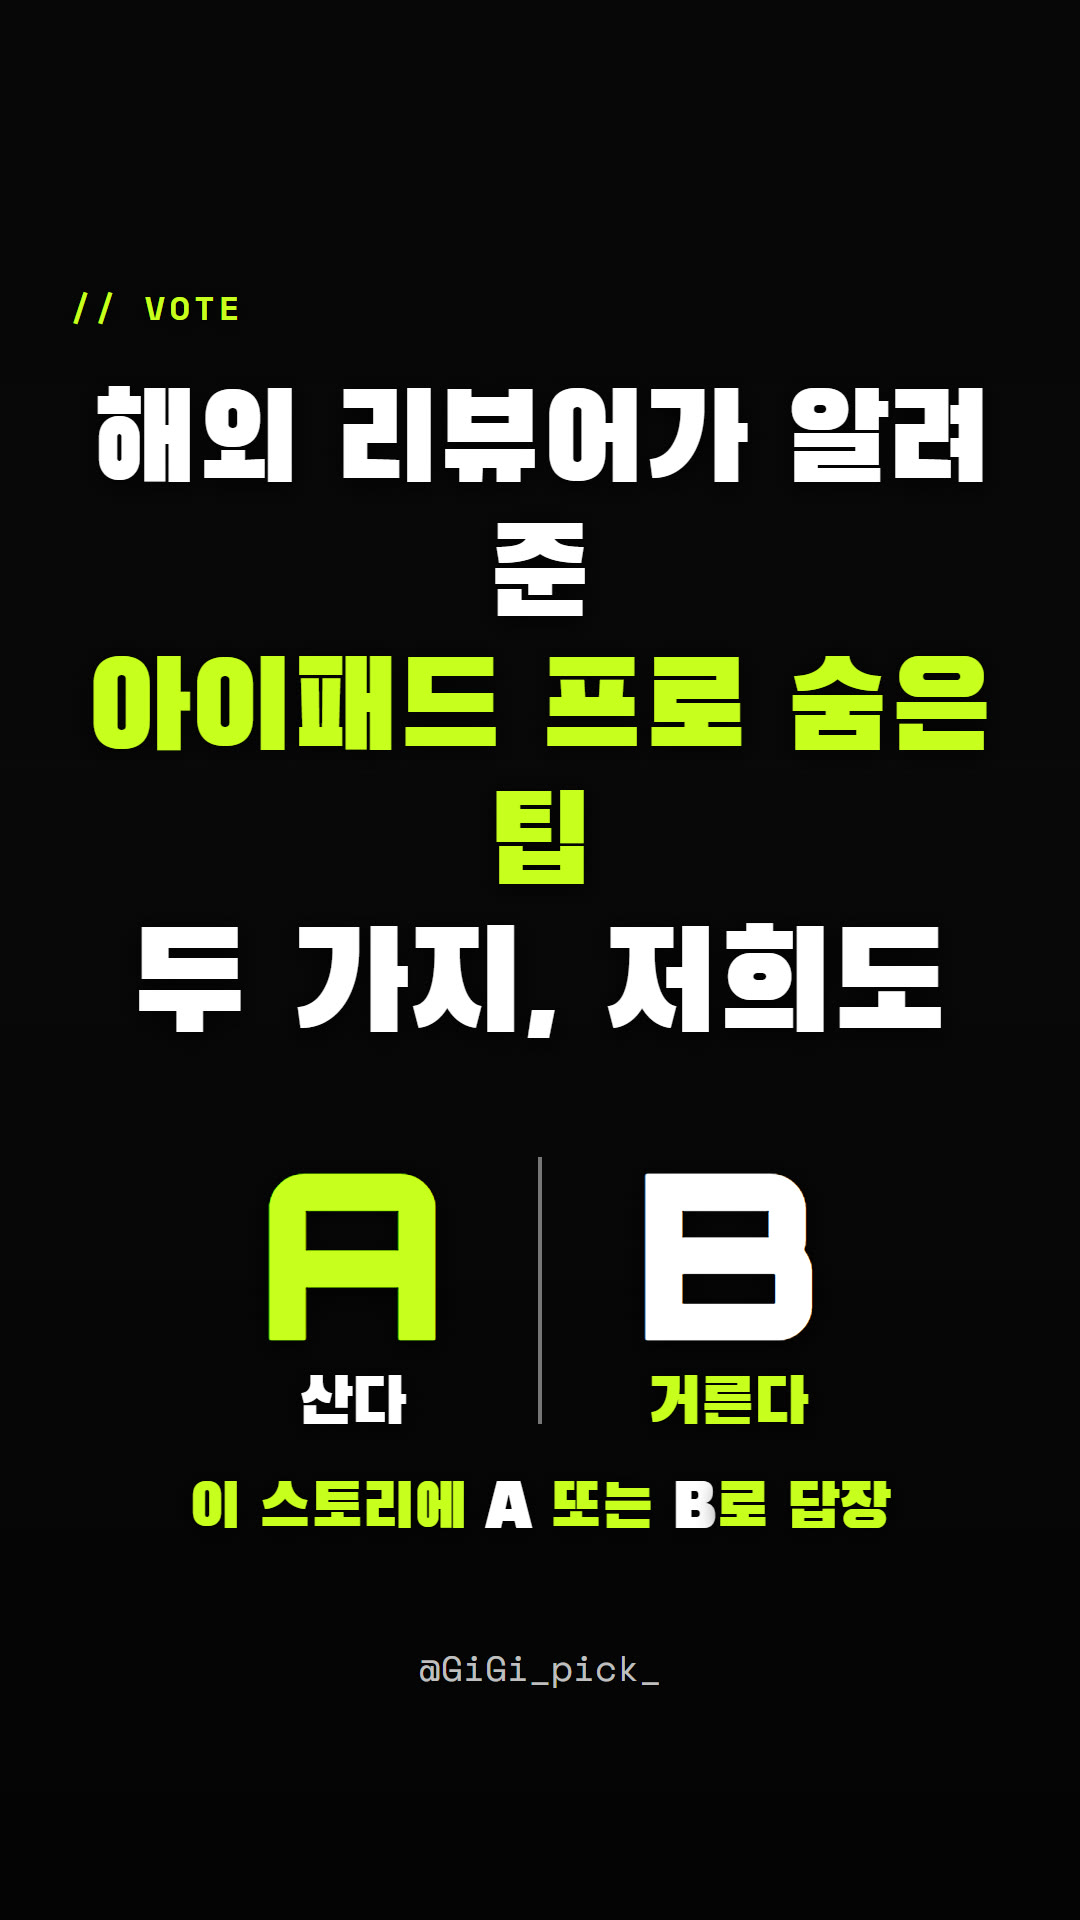 // VOTE
해외 리뷰어가 알려
준
아이패드 프로 숨은
팁
두 가지, 저희도
A B
산다 거른다
이 스토리에 A 또는 B로 답장
@GiGi_pick_